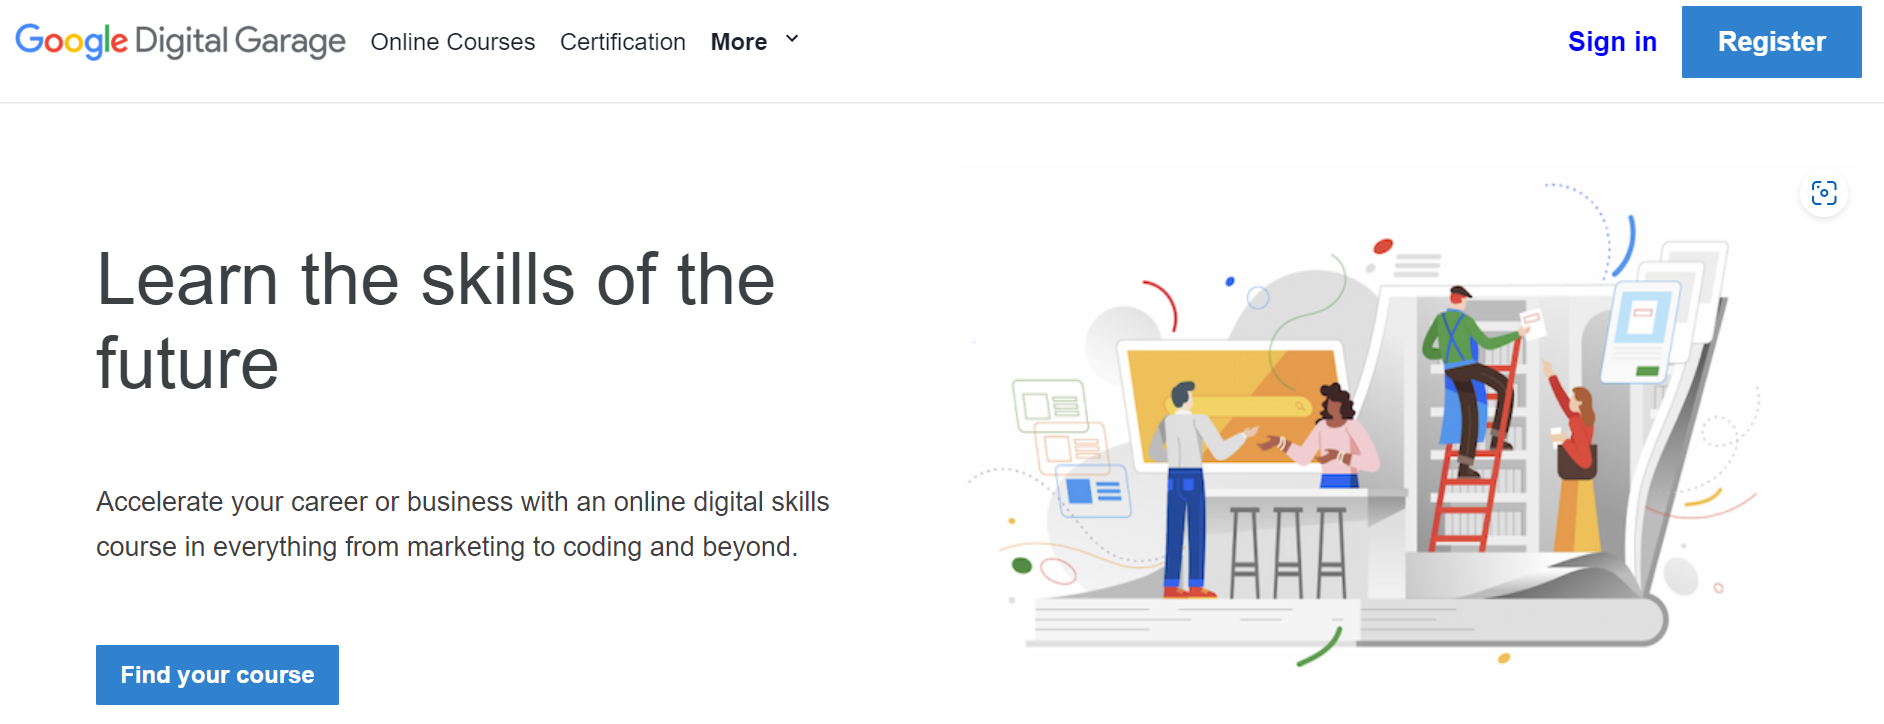 Google Digital Garage Online Courses Certification More Sign in Register
Learn the skills of the
future
Accelerate your career or business with an online digital skills
course in everything from marketing to coding and beyond.
Find your course